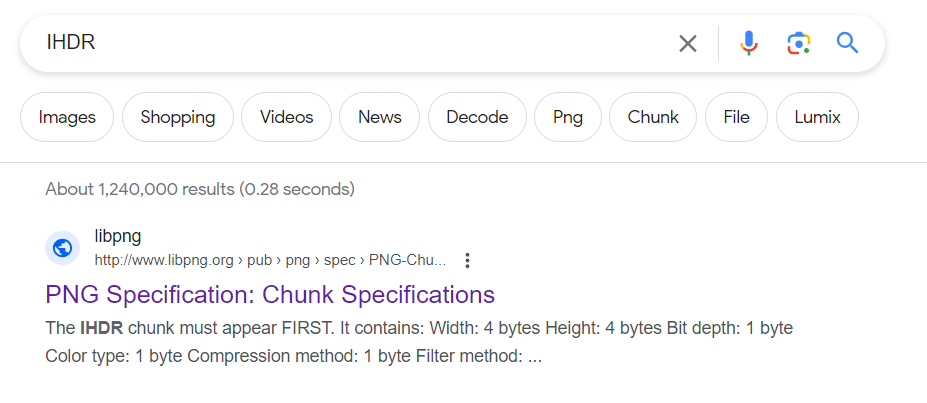 IHDR
Images Shopping Videos News Decode Png Chunk File Lumix
About 1,240,000 results (0.28 seconds)
libpng
http://www.libpng.org › pub › png › spec › PNG-Chu...
PNG Specification: Chunk Specifications
The IHDR chunk must appear FIRST. It contains: Width: 4 bytes Height: 4 bytes Bit depth: 1 byte
Color type: 1 byte Compression method: 1 byte Filter method: ...